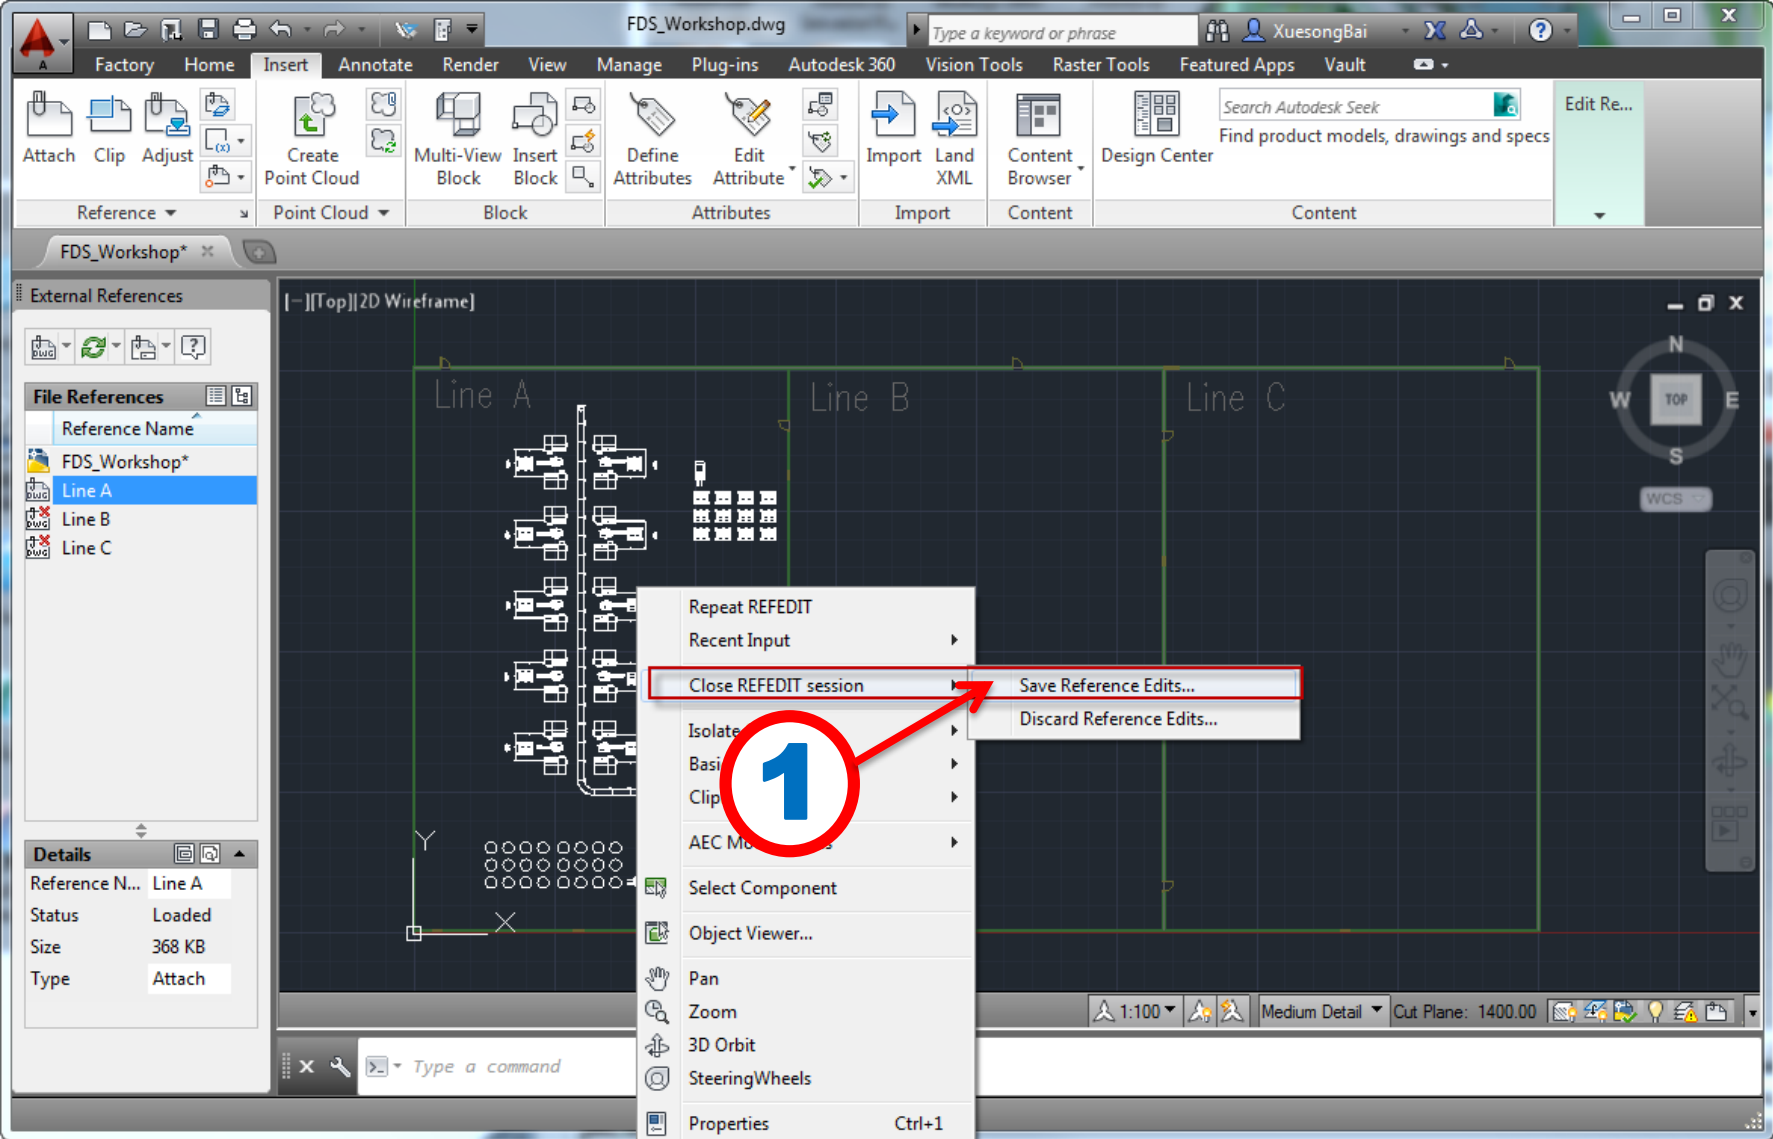 FDS_Workshop.dwg
Type a keyword or phrase
XuesongBai
Factory Home Insert Annotate Render View Manage Plug-ins Autodesk 360 Vision Tools Raster Tools Featured Apps Vault
Attach Clip Adjust
Create Point Cloud
Multi-View Block
Insert Block
Define Attributes
Edit Attribute
Import
Land XML
Content Browser
Design Center
Search Autodesk Seek
Find product models, drawings and specs
Edit Re...
Reference Point Cloud Block Attributes Import Content Content
FDS_Workshop*
External References
File References
Reference Name
FDS_Workshop*
Line A
Line B
Line C
Details
Reference N... Line A
Status Loaded
Size 368 KB
Type Attach
[−][Top][2D Wireframe]
Line A
Line B
Line C
N
W TOP E
S
WCS
Y
X
Repeat REFEDIT
Recent Input
Close REFEDIT session
Save Reference Edits...
Discard Reference Edits...
Isolate
Basi
Clip
1
AEC Mo
Select Component
Object Viewer...
Pan
Zoom
3D Orbit
SteeringWheels
Properties Ctrl+1
1:100 Medium Detail Cut Plane: 1400.00
Type a command